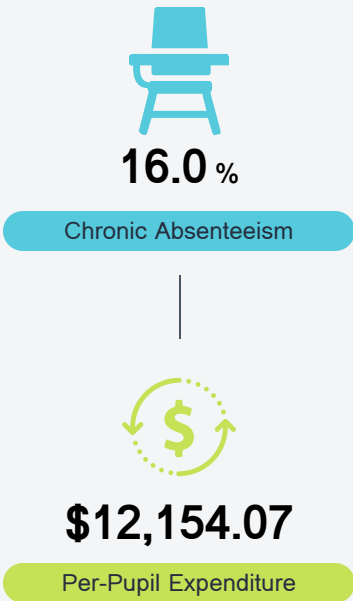 16.0 %
Chronic Absenteeism
$
$12,154.07
Per-Pupil Expenditure